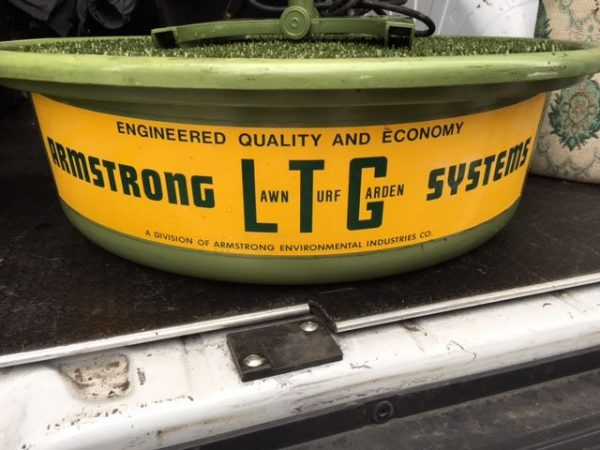 ENGINEERED QUALITY AND ECONOMY
ARMSTRONG LAWN TURF GARDEN SYSTEMS
A DIVISION OF ARMSTRONG ENVIRONMENTAL INDUSTRIES CO.